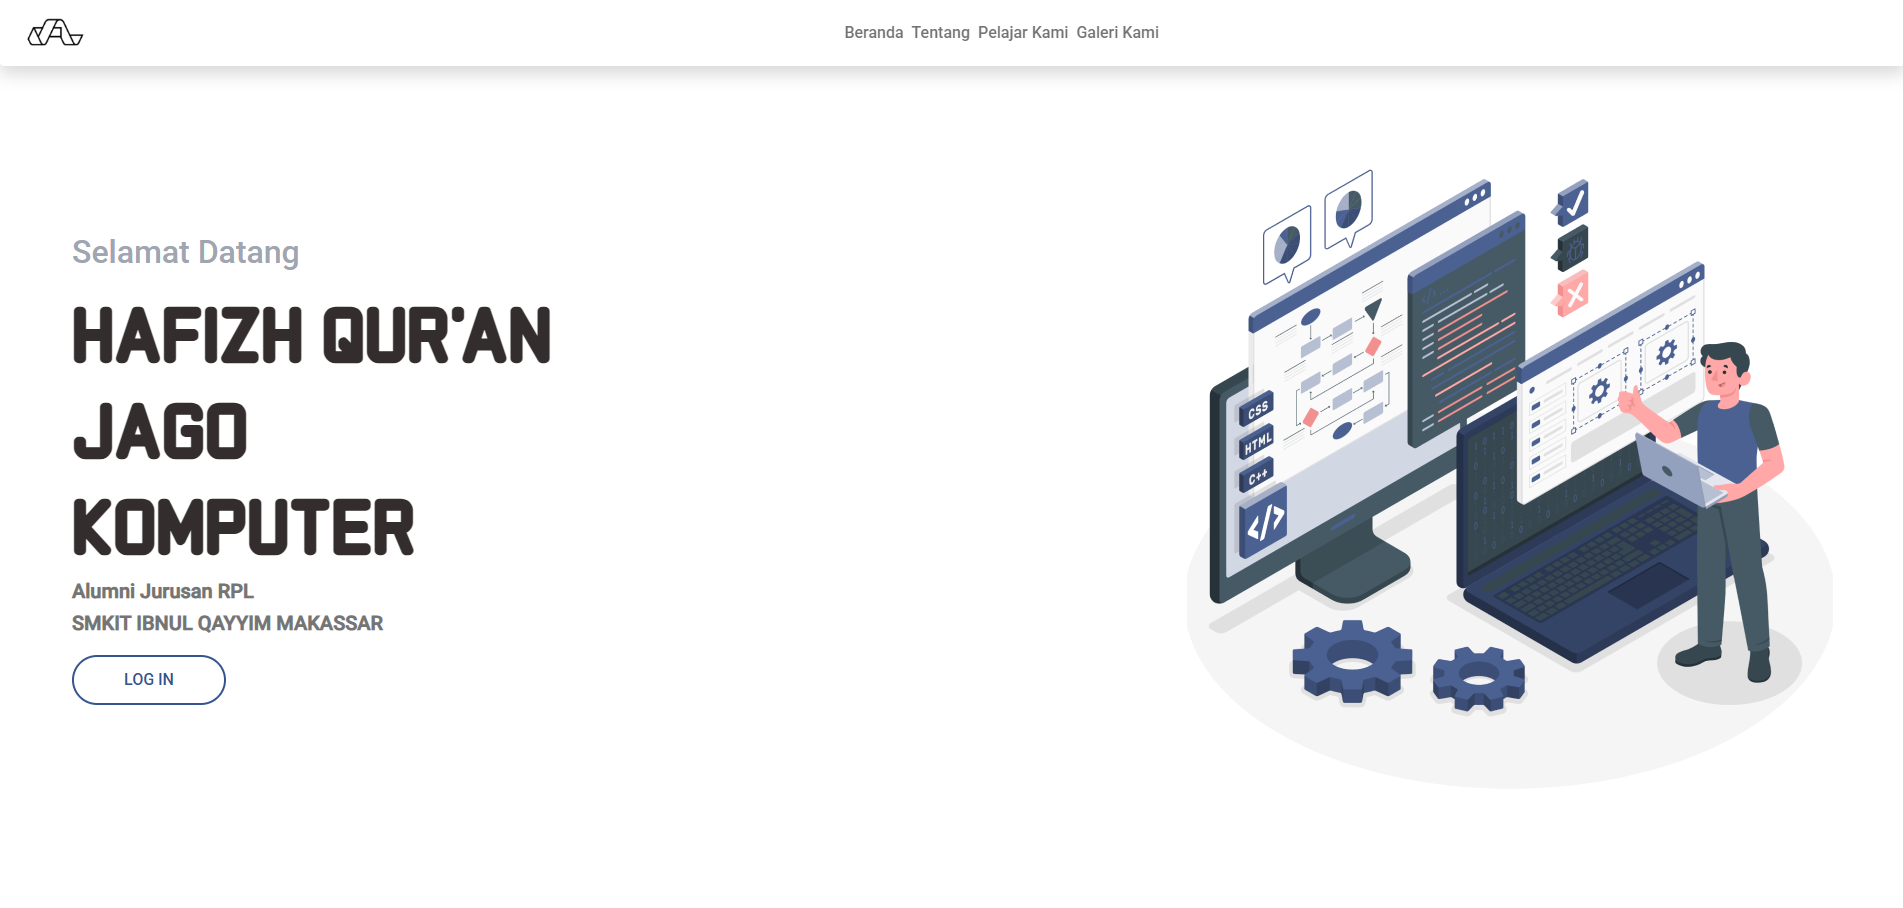 Beranda Tentang Pelajar Kami Galeri Kami
Selamat Datang
HAFIZH QUR'AN
JAGO
KOMPUTER
Alumni Jurusan RPL
SMKIT IBNUL QAYYIM MAKASSAR
LOG IN
CSS
HTML
C++
</>